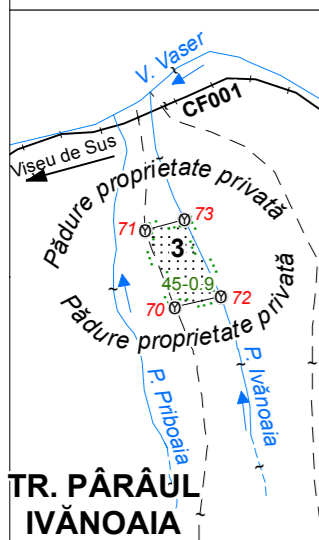 V. Vaser
CF001
Vișeu de Sus
Pădure proprietate privată
71
73
3
45-0.9
70
72
Pădure proprietate privată
P. Priboaia
P. Ivănoaia
TR. PÂRÂUL
IVĂNOAIA